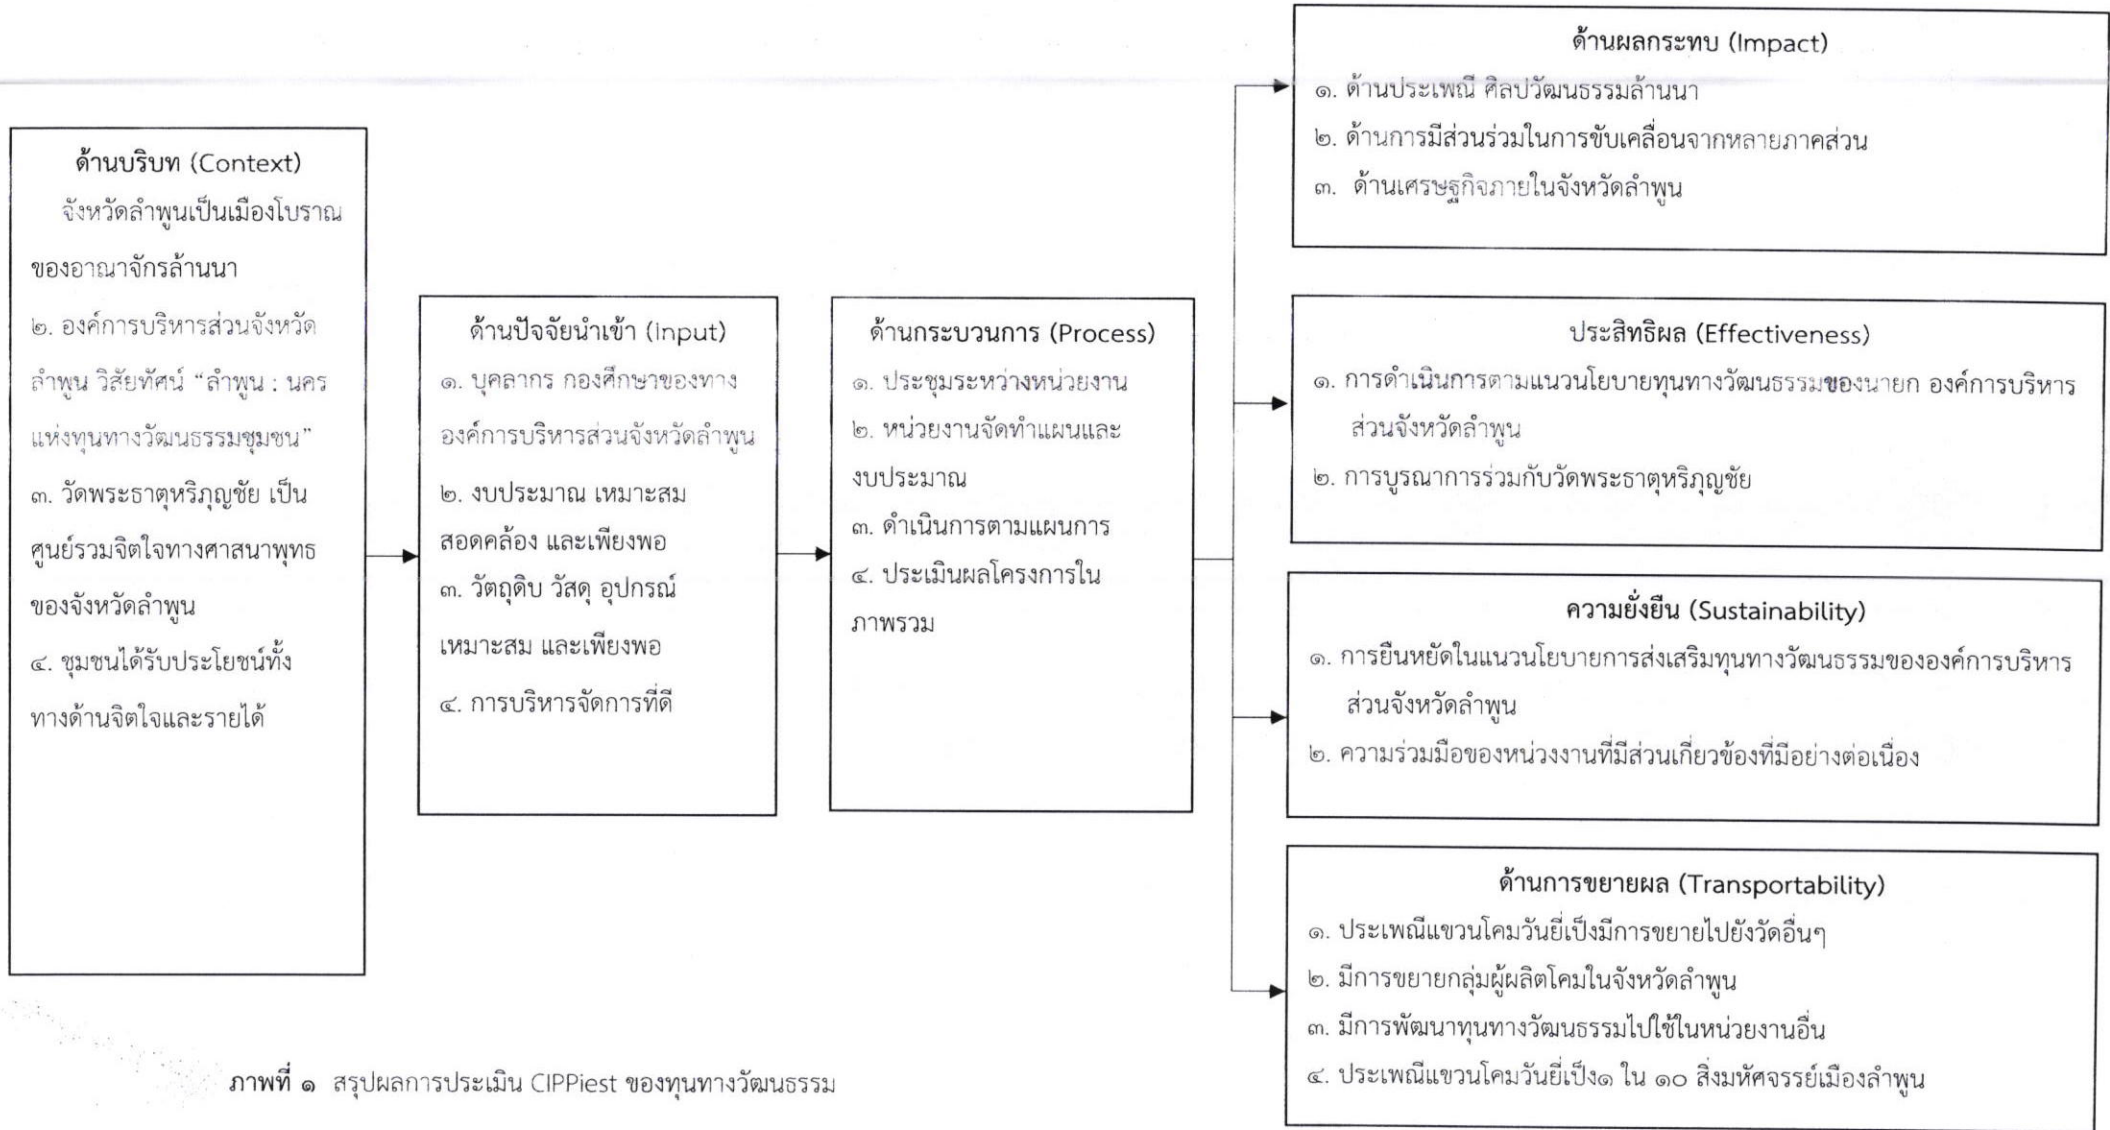 ด้านบริบท (Context)
จังหวัดลำพูนเป็นเมืองโบราณ
ของอาณาจักรล้านนา
๒. องค์การบริหารส่วนจังหวัด
ลำพูน วิสัยทัศน์ “ลำพูน : นคร
แห่งทุนทางวัฒนธรรมชุมชน”
๓. วัดพระธาตุหริภุญชัย เป็น
ศูนย์รวมจิตใจทางศาสนาพุทธ
ของจังหวัดลำพูน
๔. ชุมชนได้รับประโยชน์ทั้ง
ทางด้านจิตใจและรายได้
ด้านปัจจัยนำเข้า (Input)
๑. บุคลากร กองศึกษาของทาง
องค์การบริหารส่วนจังหวัดลำพูน
๒. งบประมาณ เหมาะสม
สอดคล้อง และเพียงพอ
๓. วัตถุดิบ วัสดุ อุปกรณ์
เหมาะสม และเพียงพอ
๔. การบริหารจัดการที่ดี
ด้านกระบวนการ (Process)
๑. ประชุมระหว่างหน่วยงาน
๒. หน่วยงานจัดทำแผนและ
งบประมาณ
๓. ดำเนินการตามแผนการ
๔. ประเมินผลโครงการใน
ภาพรวม
ด้านผลกระทบ (Impact)
๑. ด้านประเพณี ศิลปวัฒนธรรมล้านนา
๒. ด้านการมีส่วนร่วมในการขับเคลื่อนจากหลายภาคส่วน
๓. ด้านเศรษฐกิจภายในจังหวัดลำพูน
ประสิทธิผล (Effectiveness)
๑. การดำเนินการตามแนวนโยบายทุนทางวัฒนธรรมของนายก องค์การบริหาร
ส่วนจังหวัดลำพูน
๒. การบูรณาการร่วมกับวัดพระธาตุหริภุญชัย
ความยั่งยืน (Sustainability)
๑. การยืนหยัดในแนวนโยบายการส่งเสริมทุนทางวัฒนธรรมขององค์การบริหาร
ส่วนจังหวัดลำพูน
๒. ความร่วมมือของหน่วงงานที่มีส่วนเกี่ยวข้องที่มีอย่างต่อเนื่อง
ด้านการขยายผล (Transportability)
๑. ประเพณีแขวนโคมวันยี่เป็งมีการขยายไปยังวัดอื่นๆ
๒. มีการขยายกลุ่มผู้ผลิตโคมในจังหวัดลำพูน
๓. มีการพัฒนาทุนทางวัฒนธรรมไปใช้ในหน่วยงานอื่น
๔. ประเพณีแขวนโคมวันยี่เป็ง๑ ใน ๑๐ สิ่งมหัศจรรย์เมืองลำพูน
ภาพที่ ๑ สรุปผลการประเมิน CIPPiest ของทุนทางวัฒนธรรม